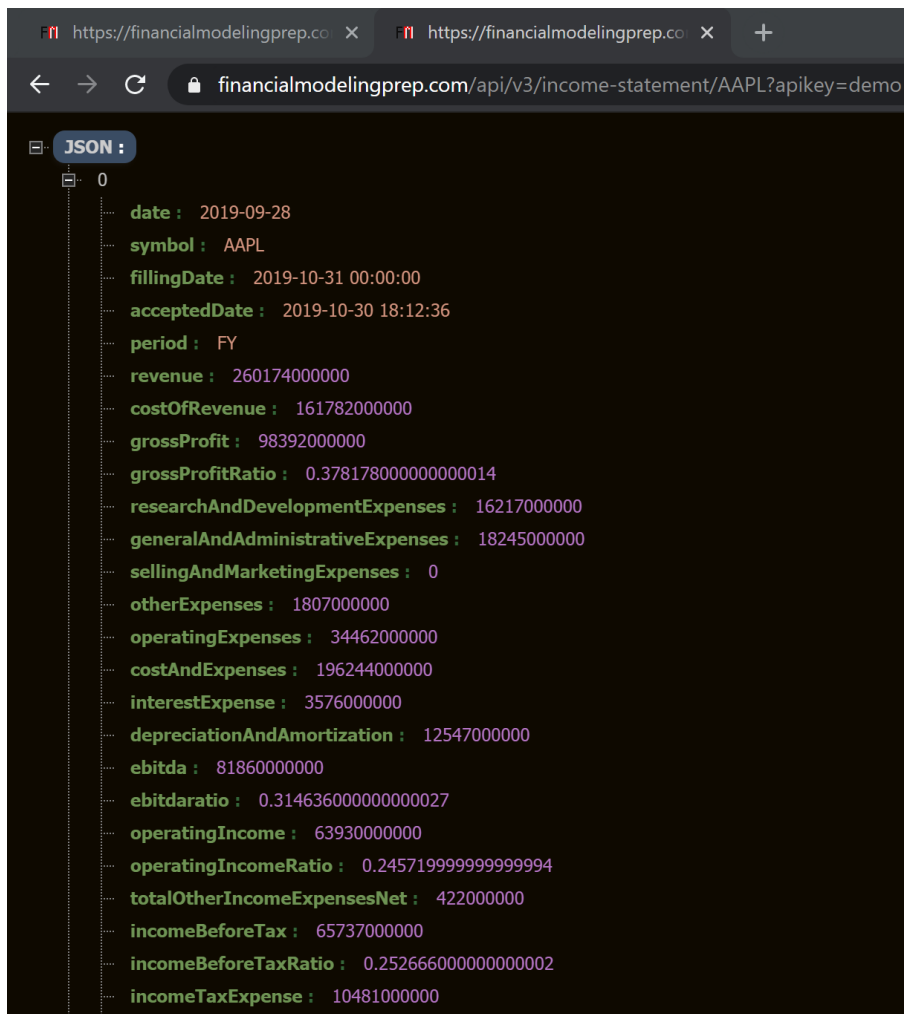 https://financialmodelingprep.co
https://financialmodelingprep.co
financialmodelingprep.com/api/v3/income-statement/AAPL?apikey=demo
JSON :
0
date : 2019-09-28
symbol : AAPL
fillingDate : 2019-10-31 00:00:00
acceptedDate : 2019-10-30 18:12:36
period : FY
revenue : 260174000000
costOfRevenue : 161782000000
grossProfit : 98392000000
grossProfitRatio : 0.378178000000000014
researchAndDevelopmentExpenses : 16217000000
generalAndAdministrativeExpenses : 18245000000
sellingAndMarketingExpenses : 0
otherExpenses : 1807000000
operatingExpenses : 34462000000
costAndExpenses : 196244000000
interestExpense : 3576000000
depreciationAndAmortization : 12547000000
ebitda : 81860000000
ebitdaratio : 0.314636000000000027
operatingIncome : 63930000000
operatingIncomeRatio : 0.245719999999999994
totalOtherIncomeExpensesNet : 422000000
incomeBeforeTax : 65737000000
incomeBeforeTaxRatio : 0.252666000000000002
incomeTaxExpense : 10481000000